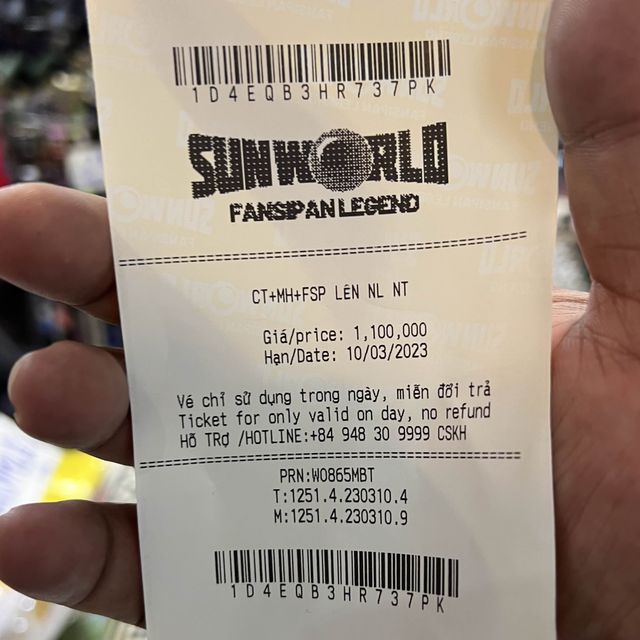 1D4EQB3HR737PK
SUNWORLD
FANSIPAN LEGEND
CT+MH+FSP LÊN NL NT
Giá/price: 1,100,000
Hạn/Date: 10/03/2023
Vé chỉ sử dụng trong ngày, miễn đổi trả
Ticket for only valid on day, no refund
Hỗ TRỢ /HOTLINE:+84 948 30 9999 CSKH
PRN:WO865MBT
T:1251.4.230310.4
M:1251.4.230310.9
1D4EQB3HR737PK